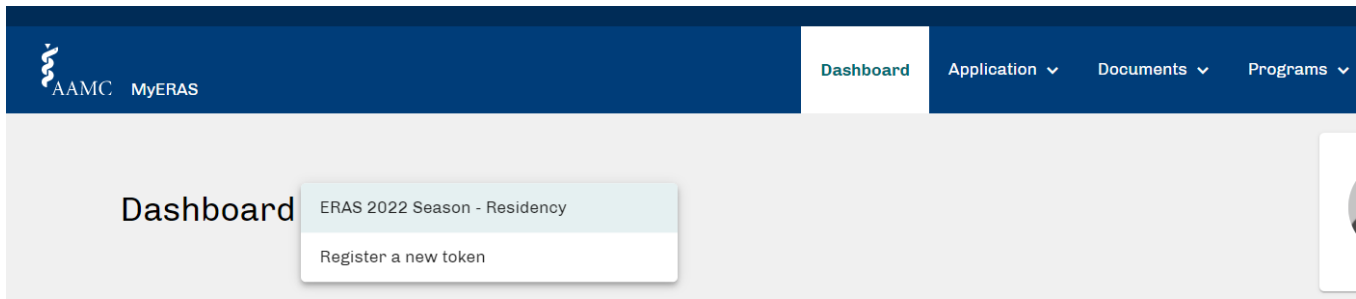 AAMC MyERAS
Dashboard Application Documents Programs
Dashboard
ERAS 2022 Season - Residency
Register a new token